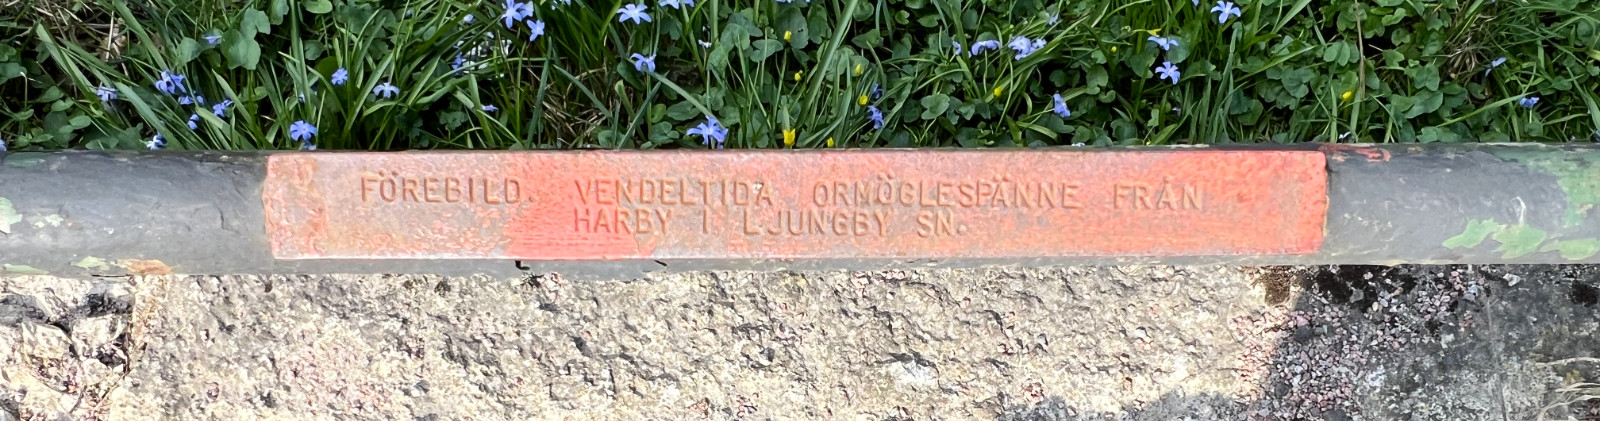 FÖREBILD. VENDELTIDA ORMÖGLESPÄNNE FRÅN
HARBY I LJUNGBY SN.